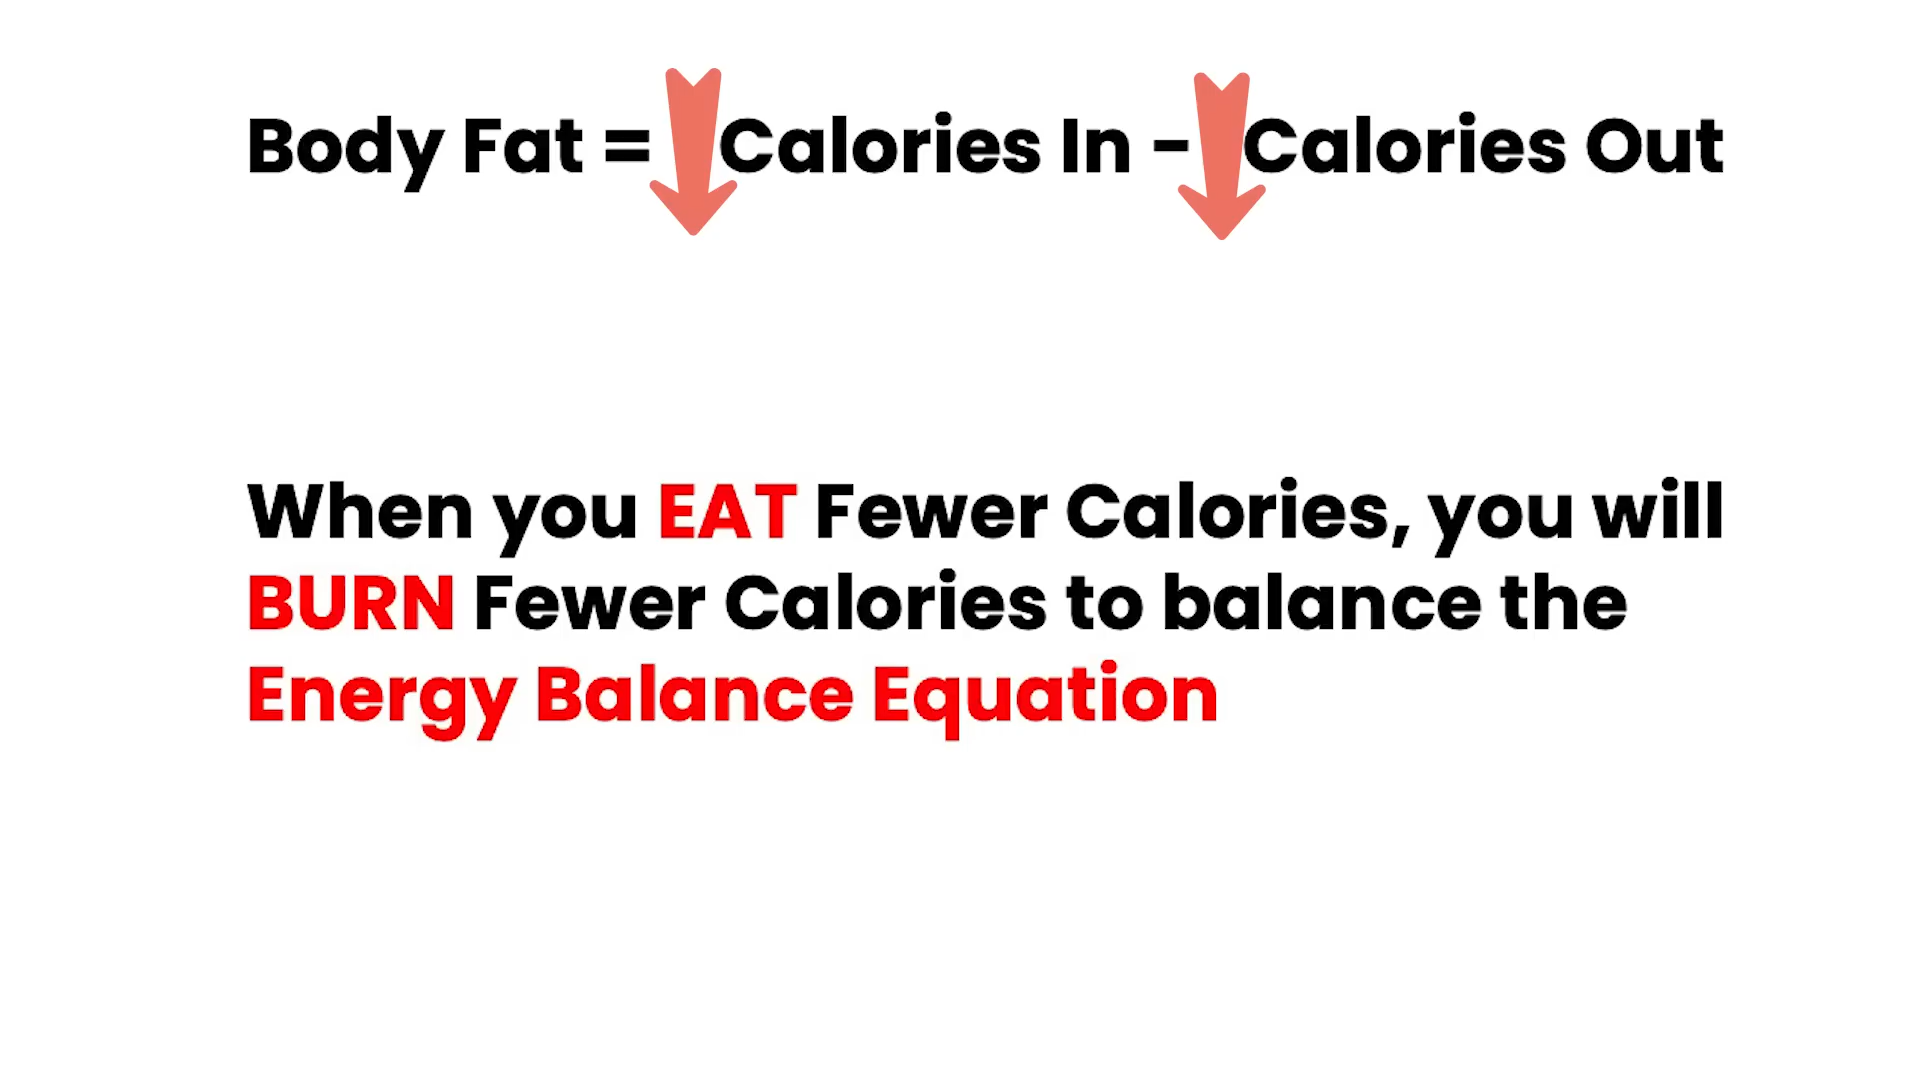 Body Fat = Calories In - Calories Out
When you EAT Fewer Calories, you will
BURN Fewer Calories to balance the
Energy Balance Equation